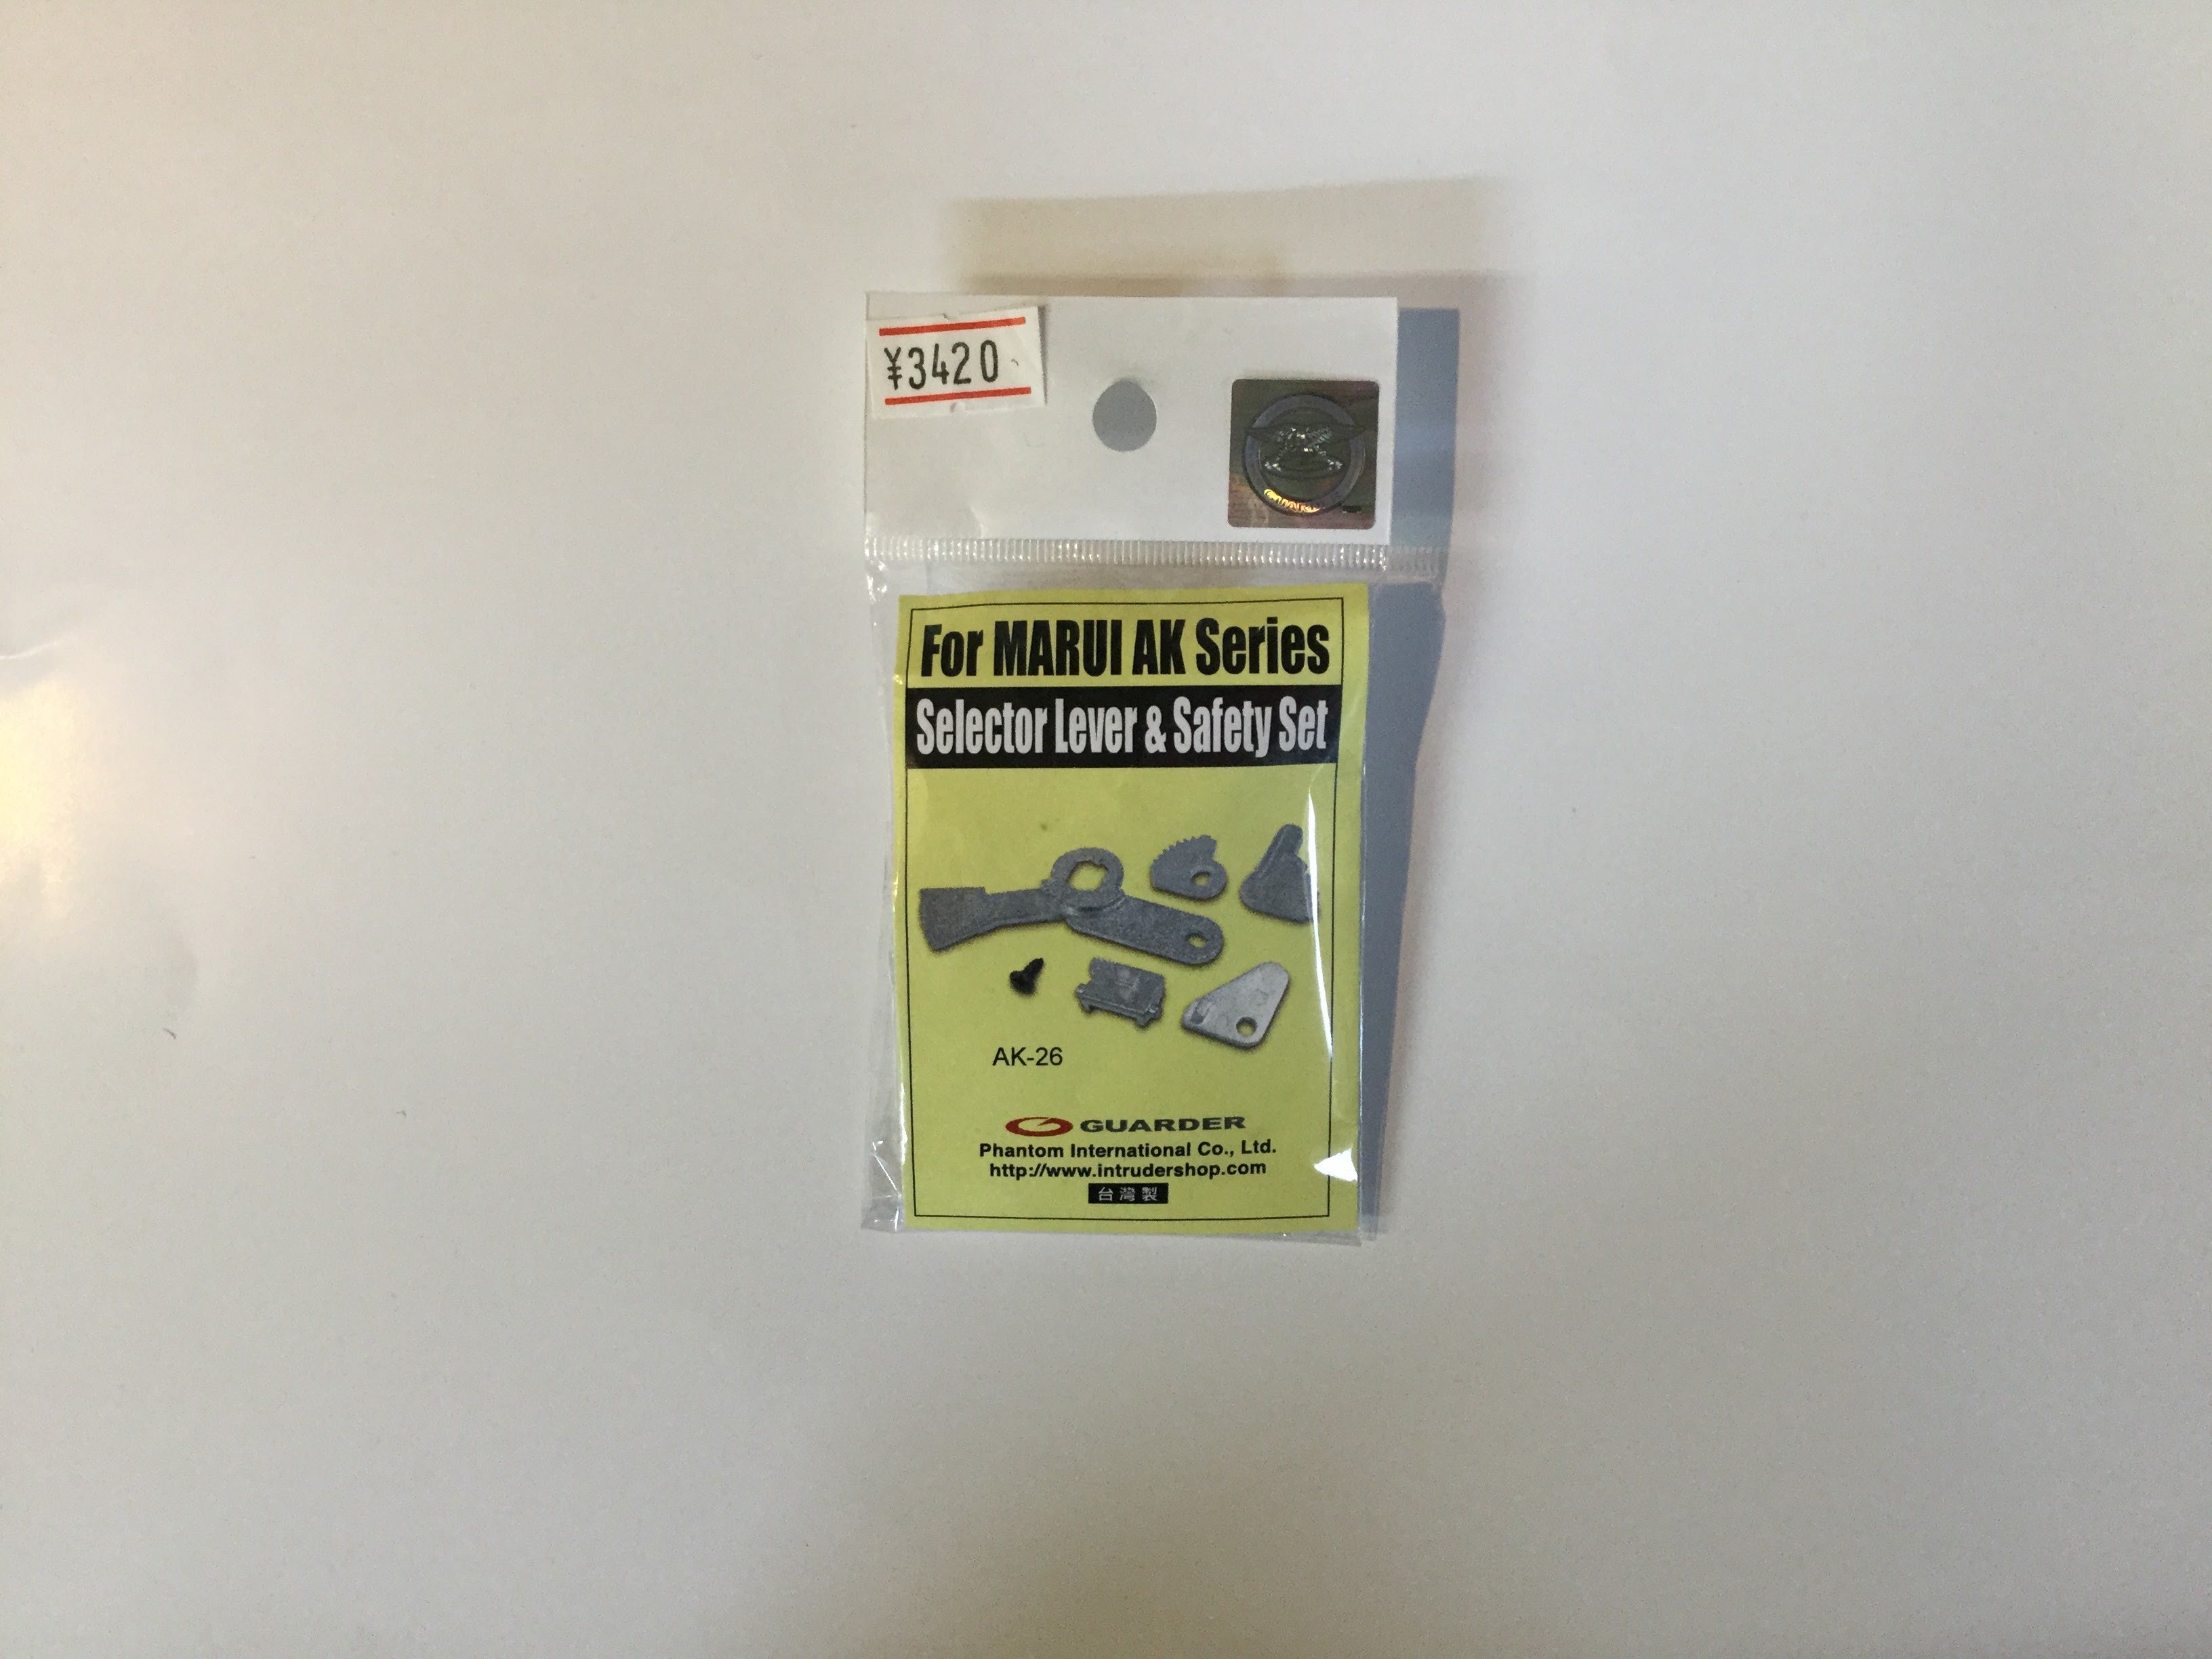 ¥3420
For MARUI AK Series
Selector Lever & Safety Set
AK-26
GUARDER
Phantom International Co., Ltd.
http://www.intrudershop.com
台灣製